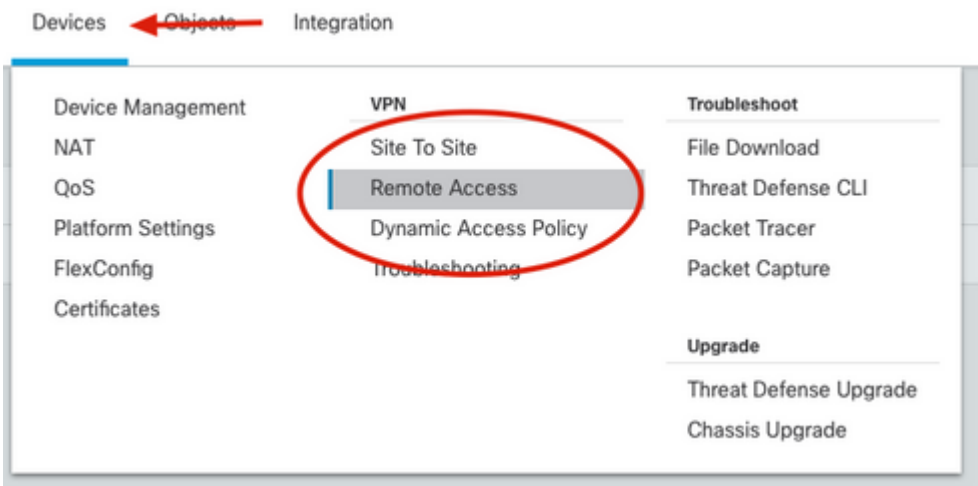 Devices Objects Integration
Device Management
NAT
QoS
Platform Settings
FlexConfig
Certificates
VPN
Site To Site
Remote Access
Dynamic Access Policy
Troubleshooting
Troubleshoot
File Download
Threat Defense CLI
Packet Tracer
Packet Capture
Upgrade
Threat Defense Upgrade
Chassis Upgrade